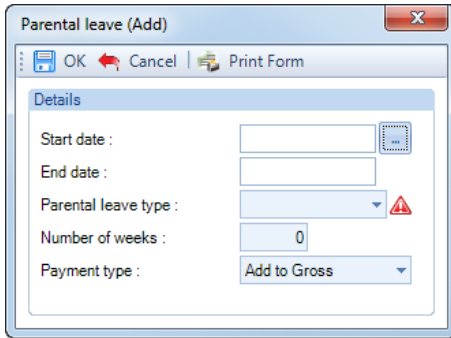 Parental leave (Add)
OK Cancel Print Form
Details
Start date : ...
End date :
Parental leave type :
Number of weeks : 0
Payment type : Add to Gross